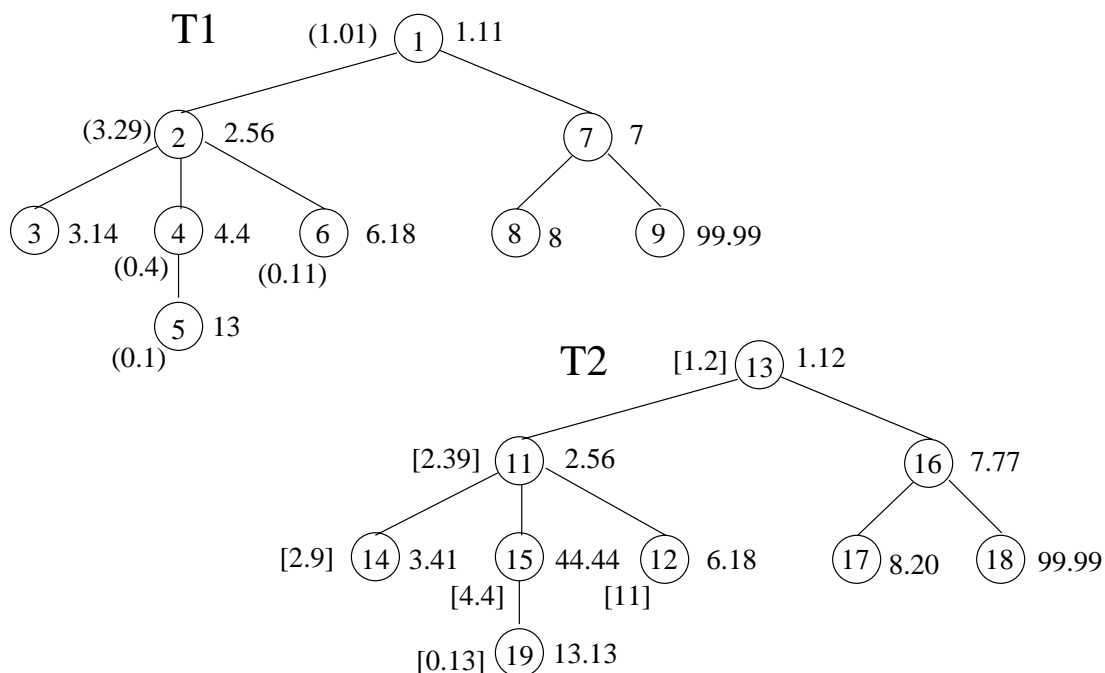 T1 (1.01) 1 1.11
(3.29) 2 2.56 7 7
3 3.14 4 4.4 6 6.18 8 8 9 99.99
(0.4) (0.11)
5 13
(0.1)
T2 [1.2] 13 1.12
[2.39] 11 2.56 16 7.77
[2.9] 14 3.41 15 44.44 12 6.18 17 8.20 18 99.99
[4.4] [11]
[0.13] 19 13.13